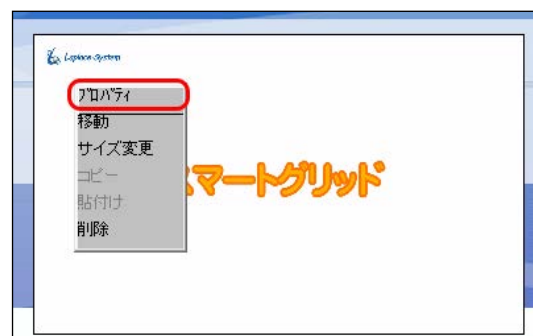 Laplace System
プロパティ
移動
サイズ変更
コピー
貼付け
削除
スマートグリッド